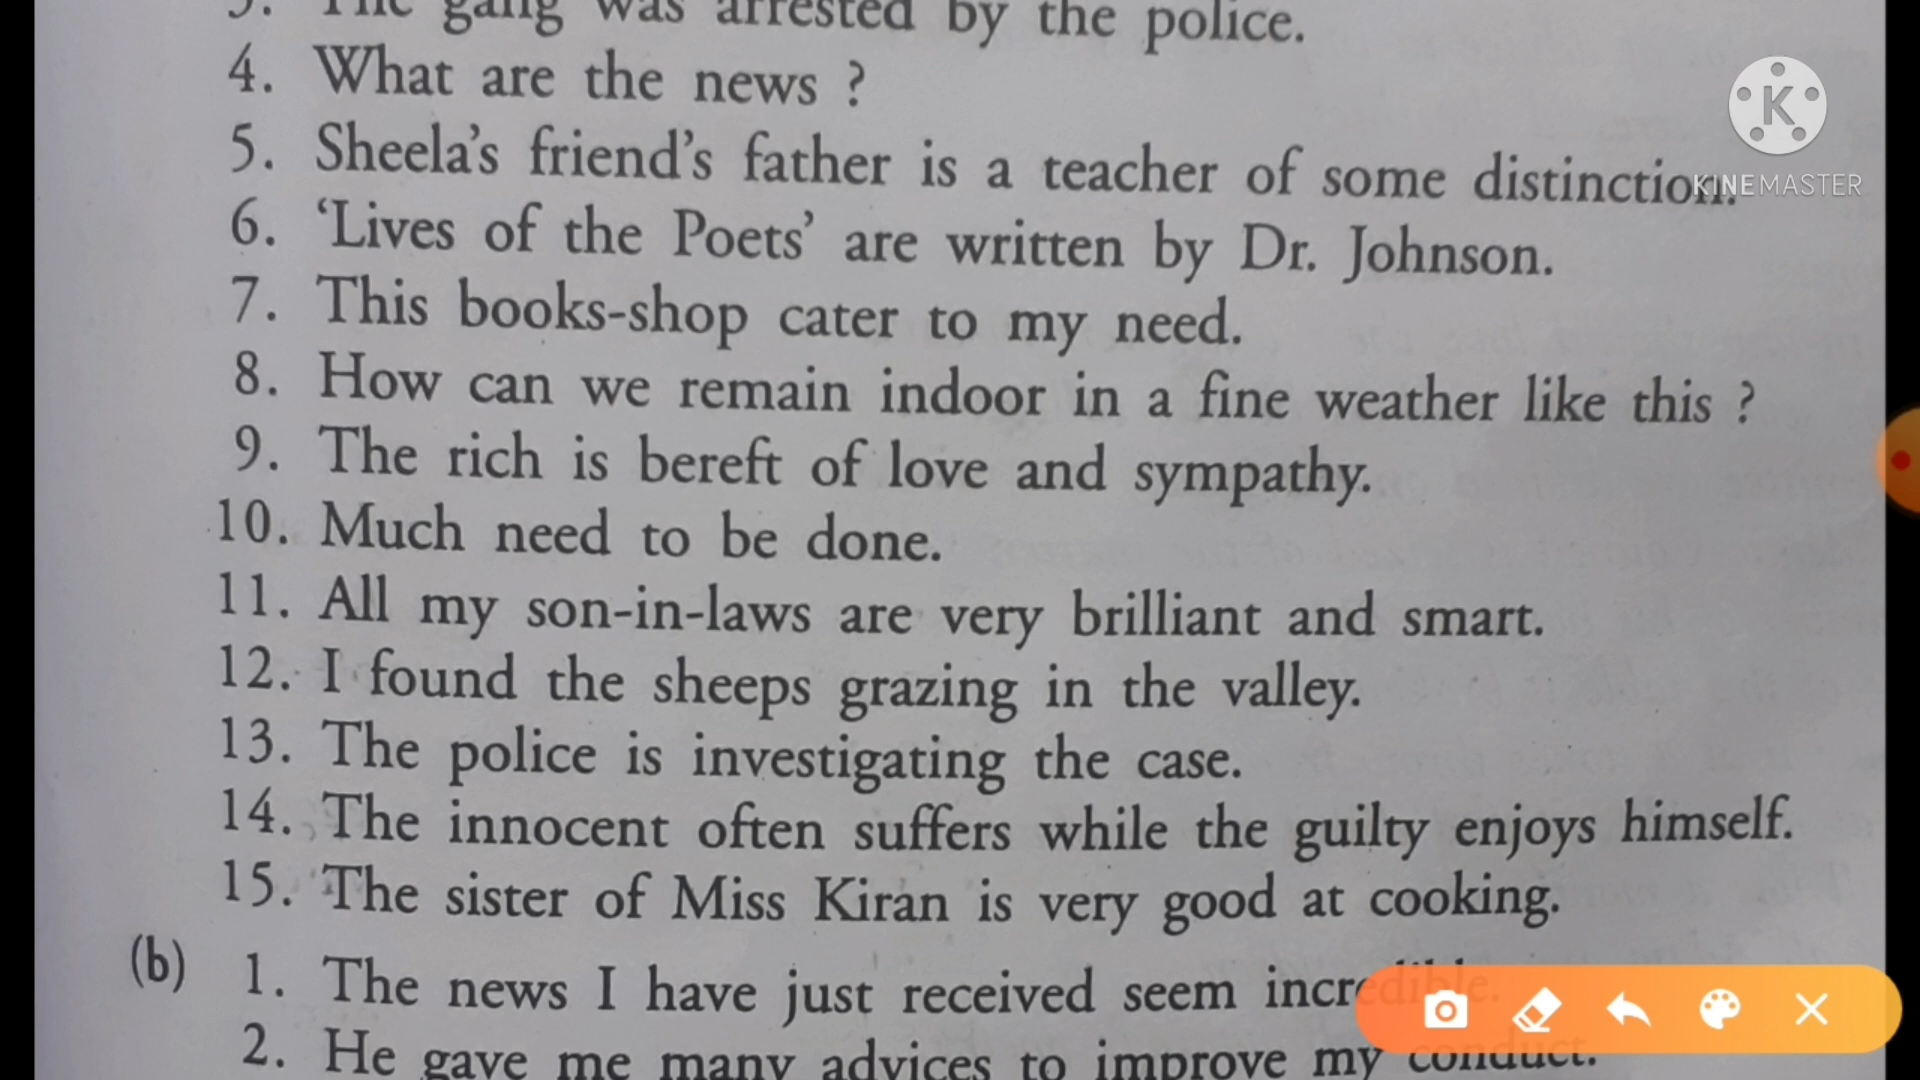 3. The gang was arrested by the police.
4. What are the news ?
5. Sheela's friend's father is a teacher of some distinction.
6. 'Lives of the Poets' are written by Dr. Johnson.
7. This books-shop cater to my need.
8. How can we remain indoor in a fine weather like this ?
9. The rich is bereft of love and sympathy.
10. Much need to be done.
11. All my son-in-laws are very brilliant and smart.
12. I found the sheeps grazing in the valley.
13. The police is investigating the case.
14. The innocent often suffers while the guilty enjoys himself.
15. The sister of Miss Kiran is very good at cooking.
(b) 1. The news I have just received seem incredible.
2. He gave me many advices to improve my conduct.
K
KINEMASTER